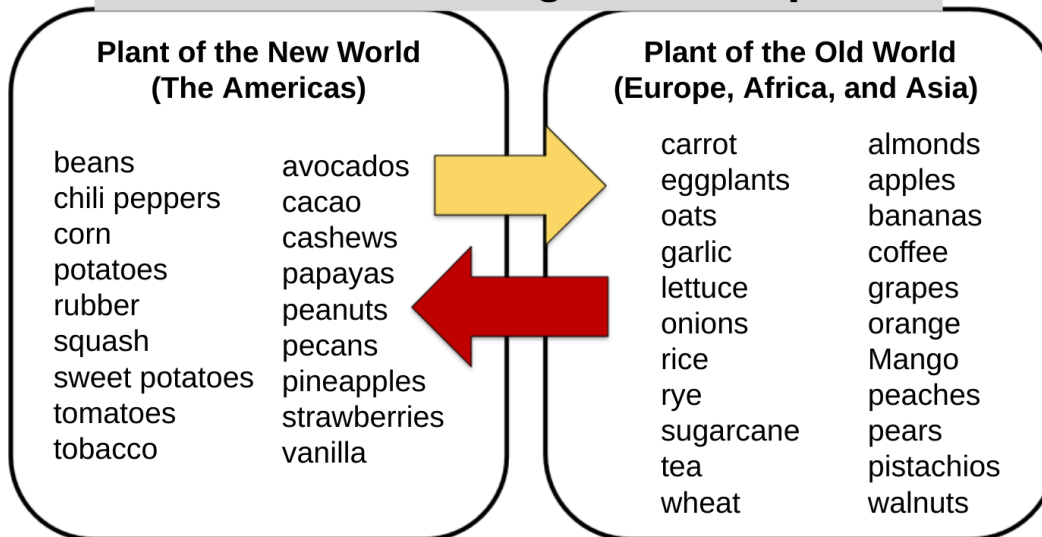 Plant of the New World
(The Americas)
beans
chili peppers
corn
potatoes
rubber
squash
sweet potatoes
tomatoes
tobacco
avocados
cacao
cashews
papayas
peanuts
pecans
pineapples
strawberries
vanilla
Plant of the Old World
(Europe, Africa, and Asia)
carrot
eggplants
oats
garlic
lettuce
onions
rice
rye
sugarcane
tea
wheat
almonds
apples
bananas
coffee
grapes
orange
Mango
peaches
pears
pistachios
walnuts